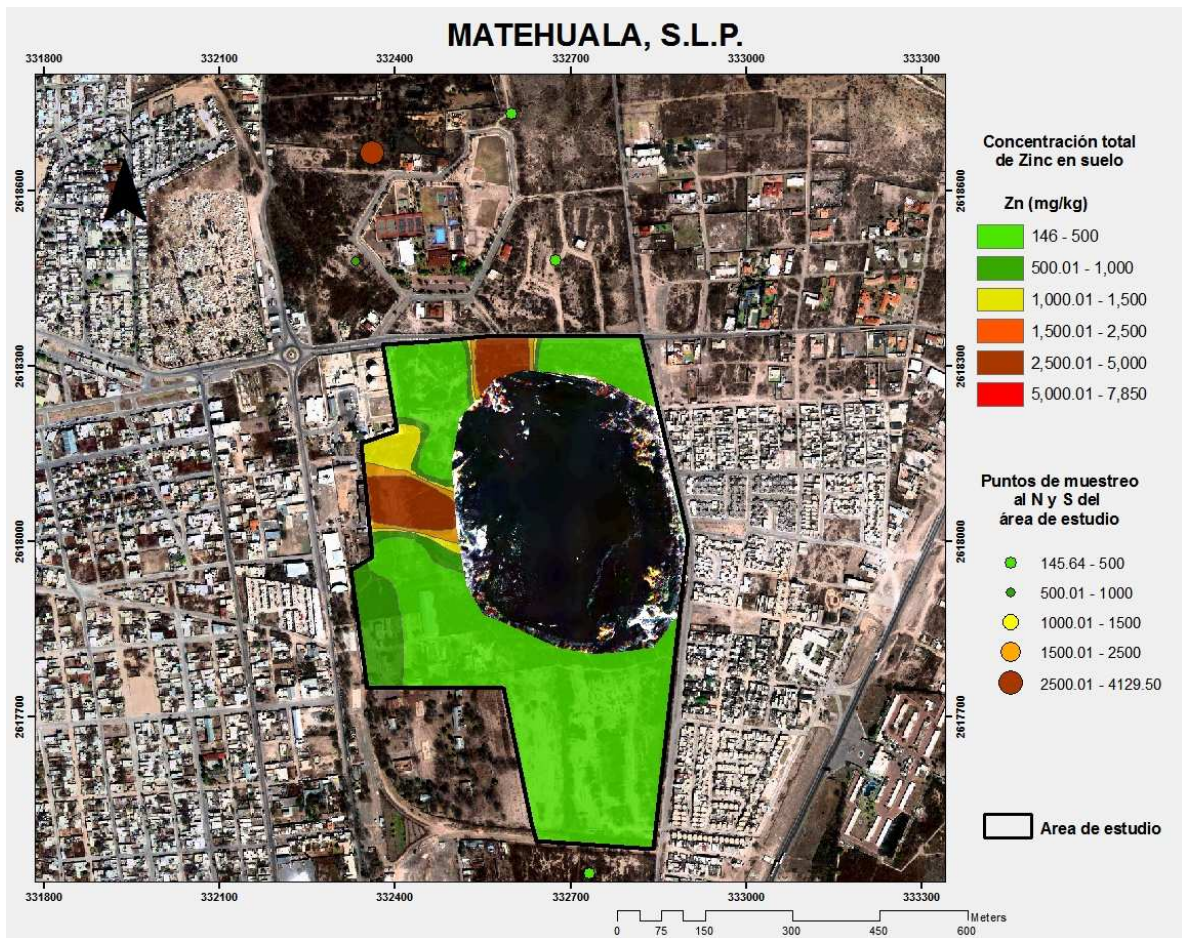 MATEHUALA, S.L.P.
331800 332100 332400 332700 333000 333300
2618600 2618600
2618300 2618300
2618000 2618000
2617700 2617700
331800 332100 332400 332700 333000 333300
Concentración total
de Zinc en suelo
Zn (mg/kg)
146 - 500
500.01 - 1,000
1,000.01 - 1,500
1,500.01 - 2,500
2,500.01 - 5,000
5,000.01 - 7,850
Puntos de muestreo
al N y S del
área de estudio
145.64 - 500
500.01 - 1000
1000.01 - 1500
1500.01 - 2500
2500.01 - 4129.50
Area de estudio
Meters
0 75 150 300 450 600